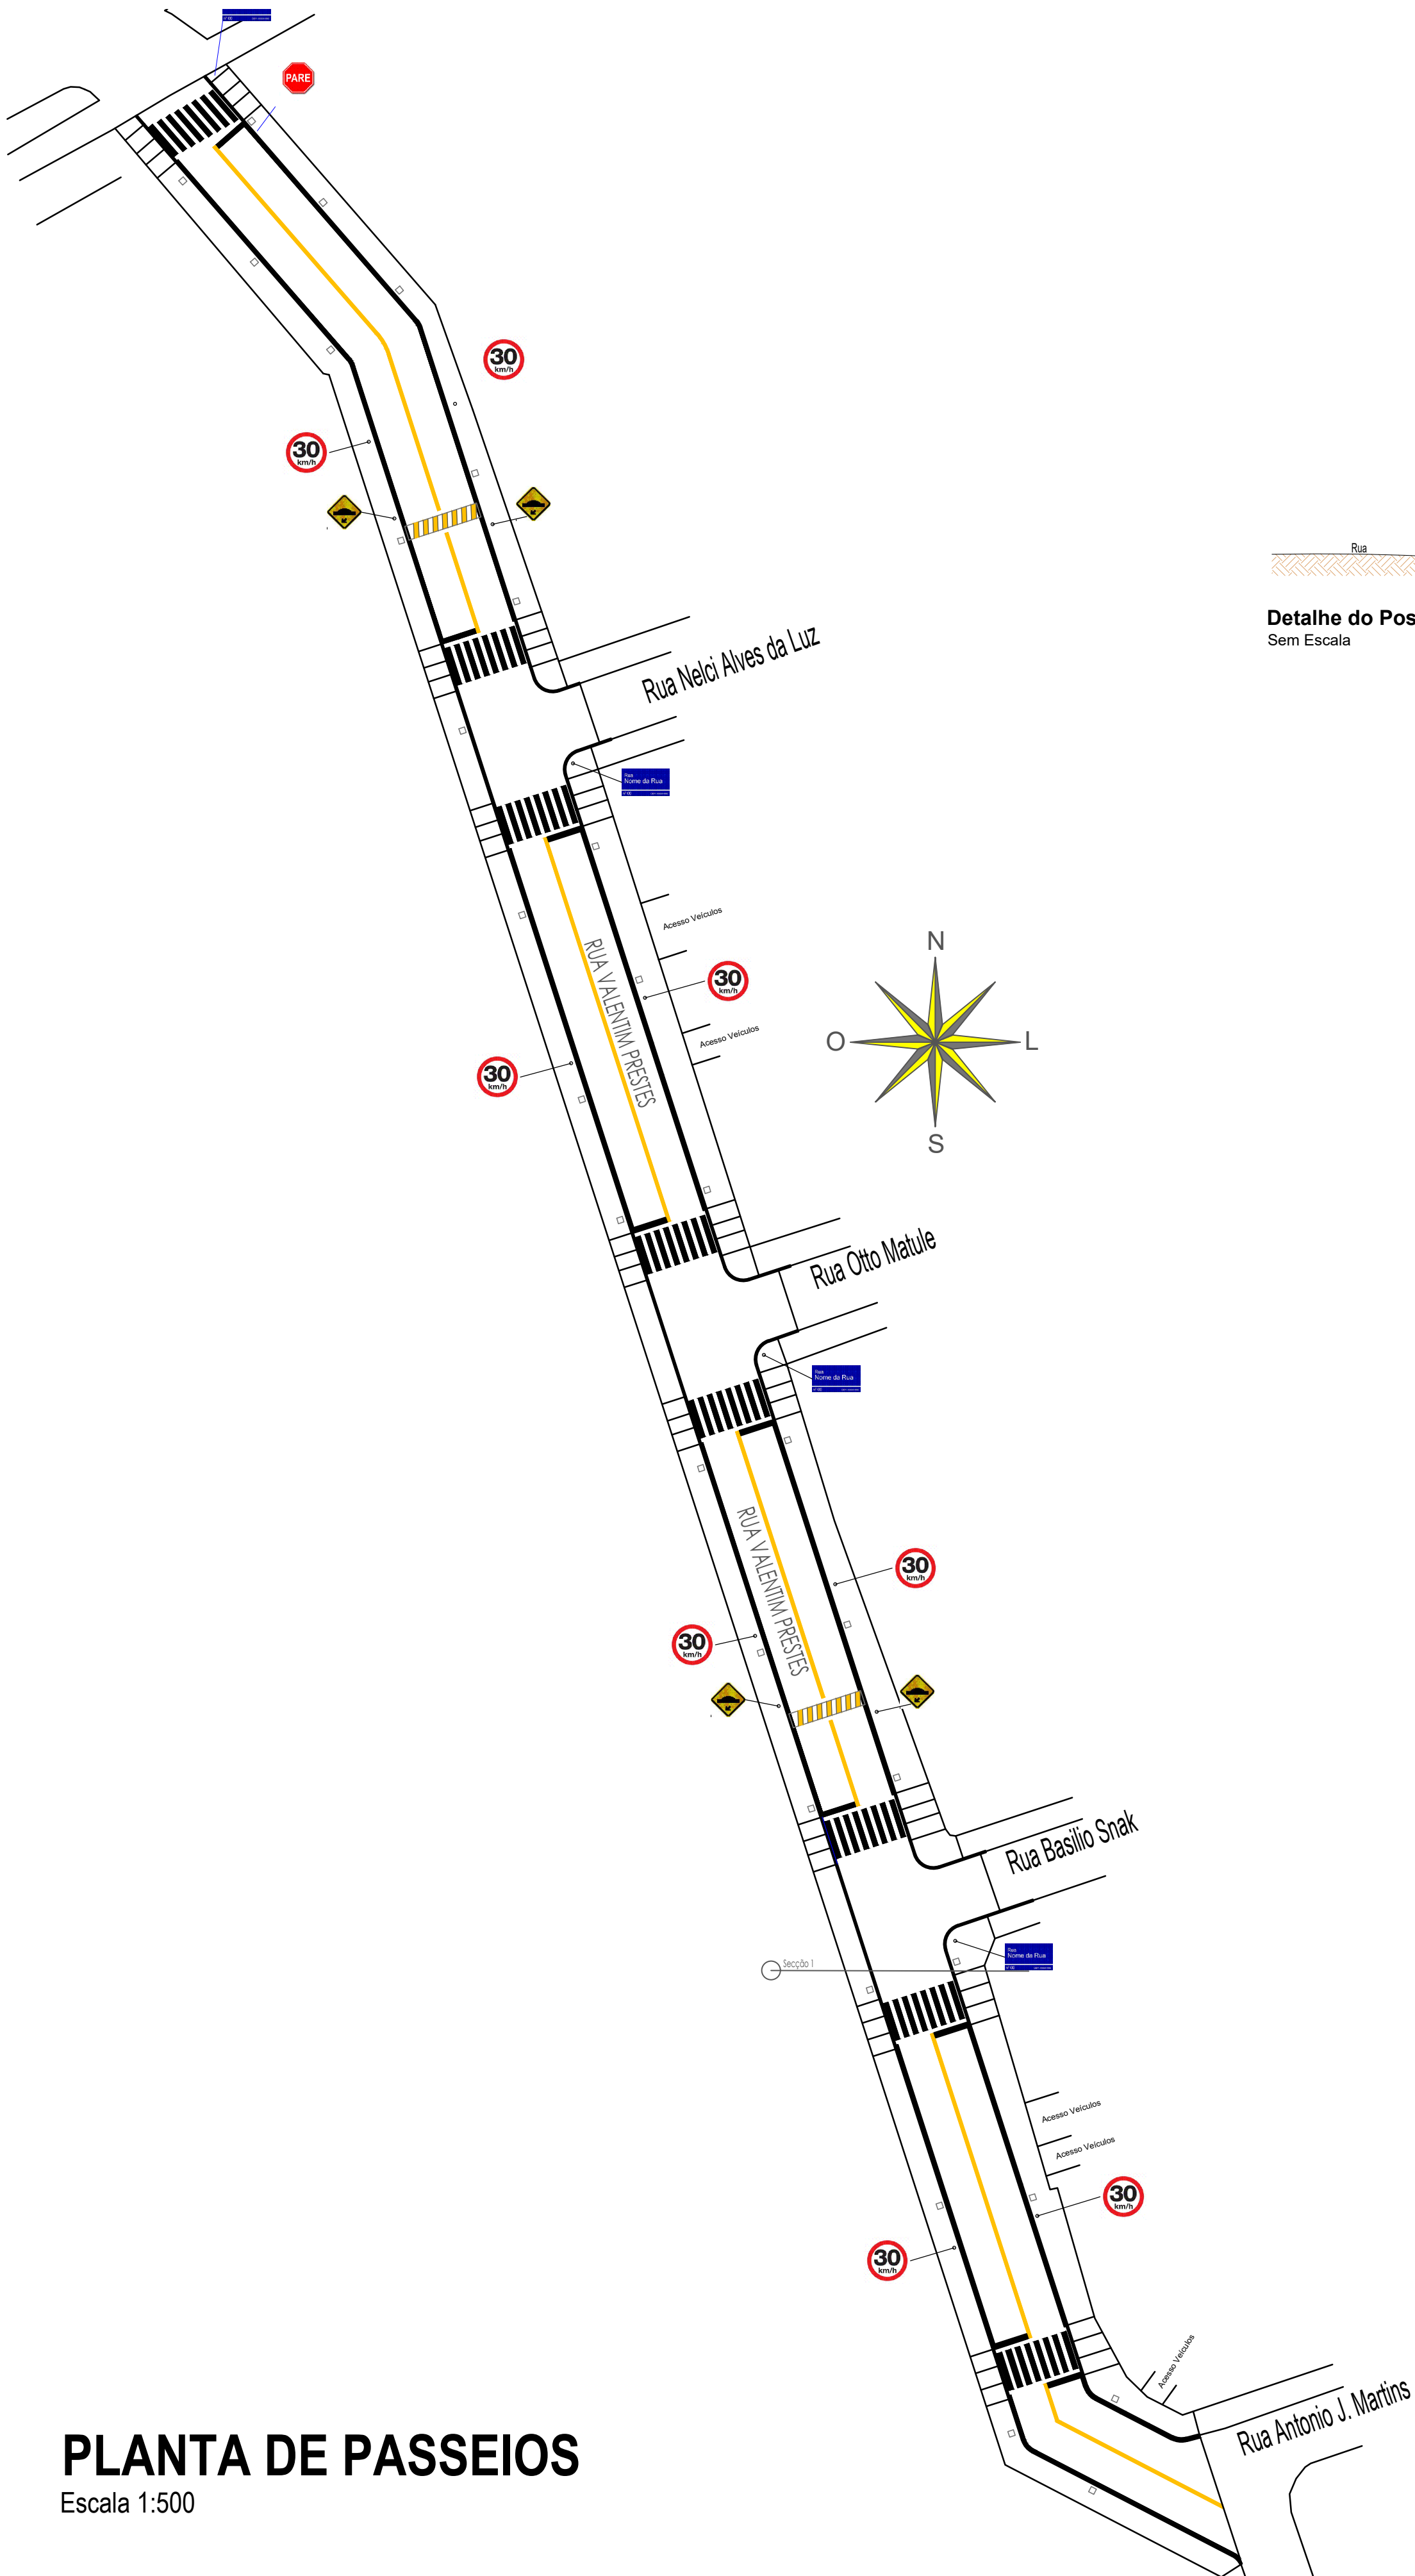 PARE
30
km/h
30
km/h
Rua
Detalhe do Pos
Sem Escala
Rua Nelci Alves da Luz
Rua
Nome da Rua
Acesso Veículos
RUA VALENTIM PRESTES
30
km/h
N
O
L
S
Acesso Veículos
30
km/h
Rua Otto Matule
Rua
Nome da Rua
RUA VALENTIM PRESTES
30
km/h
30
km/h
Rua Basilio Snak
Rua
Nome da Rua
Secção 1
Acesso Veículos
Acesso Veículos
30
km/h
30
km/h
Acesso Veículos
Rua Antonio J. Martins
PLANTA DE PASSEIOS
Escala 1:500